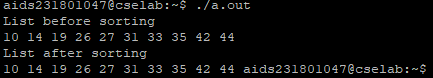 aids231801047@cselab:~$ ./a.out
List before sorting
10 14 19 26 27 31 33 35 42 44
List after sorting
10 14 19 26 27 31 33 35 42 44 aids231801047@cselab:~$